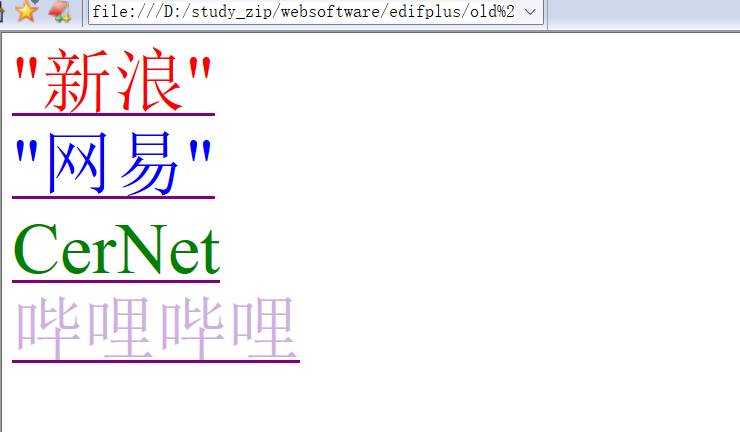 file:///D:/study_zip/websoftware/edifplus/old%2
"新浪"
"网易"
CerNet
哔哩哔哩